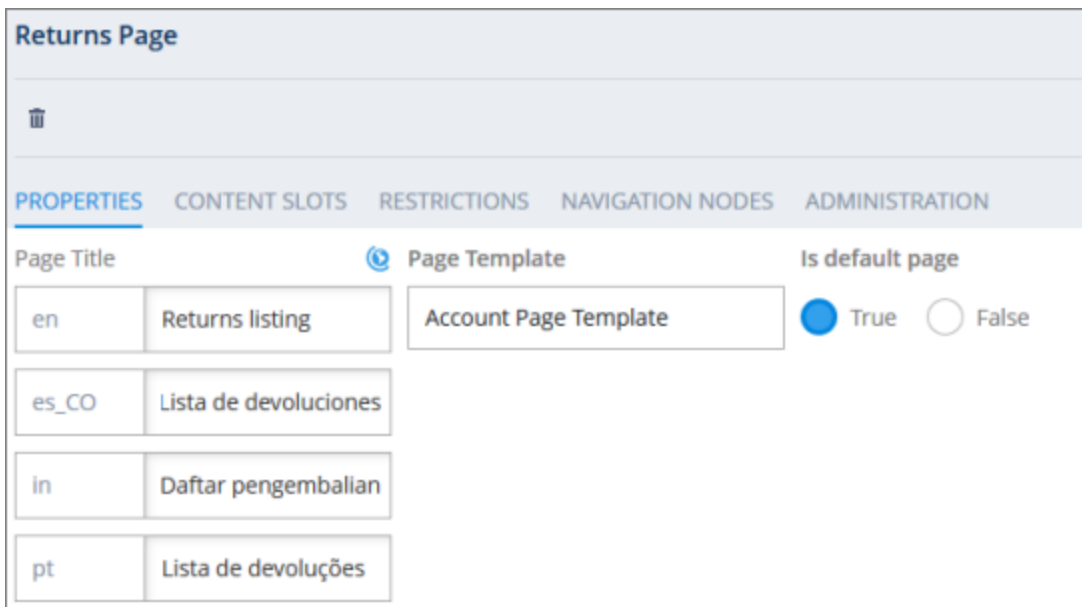 Returns Page
PROPERTIES CONTENT SLOTS RESTRICTIONS NAVIGATION NODES ADMINISTRATION
Page Title Page Template Is default page
en Returns listing Account Page Template True False
es_CO Lista de devoluciones
in Daftar pengembalian
pt Lista de devoluções